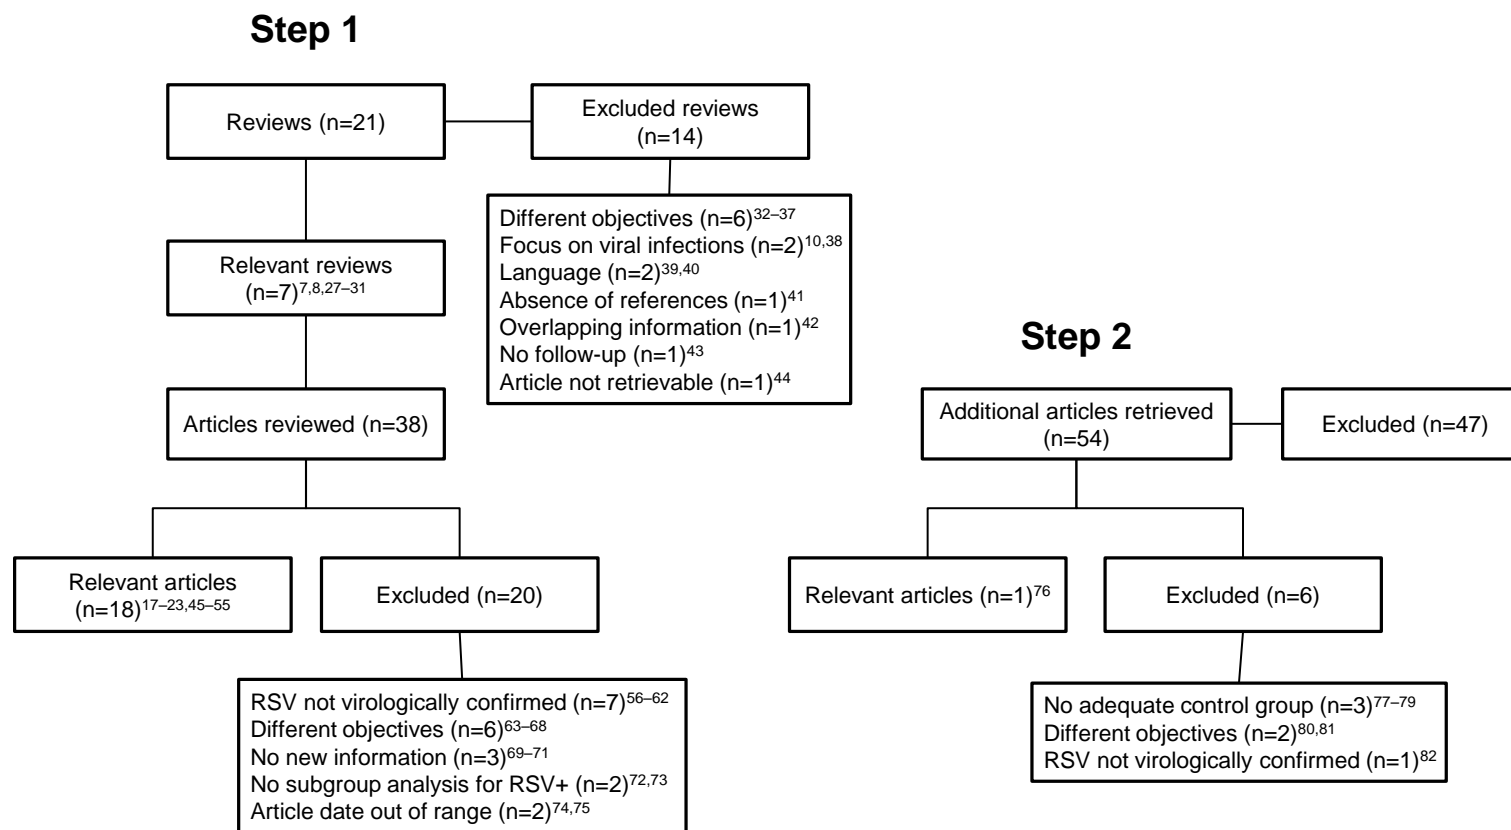 Step 1
Reviews (n=21)
Excluded reviews
(n=14)
Different objectives (n=6)32–37
Focus on viral infections (n=2)10,38
Language (n=2)39,40
Absence of references (n=1)41
Overlapping information (n=1)42
No follow-up (n=1)43
Article not retrievable (n=1)44
Relevant reviews
(n=7)7,8,27–31
Articles reviewed (n=38)
Relevant articles
(n=18)17–23,45–55
Excluded (n=20)
RSV not virologically confirmed (n=7)56–62
Different objectives (n=6)63–68
No new information (n=3)69–71
No subgroup analysis for RSV+ (n=2)72,73
Article date out of range (n=2)74,75
Step 2
Additional articles retrieved
(n=54)
Excluded (n=47)
Relevant articles (n=1)76
Excluded (n=6)
No adequate control group (n=3)77–79
Different objectives (n=2)80,81
RSV not virologically confirmed (n=1)82